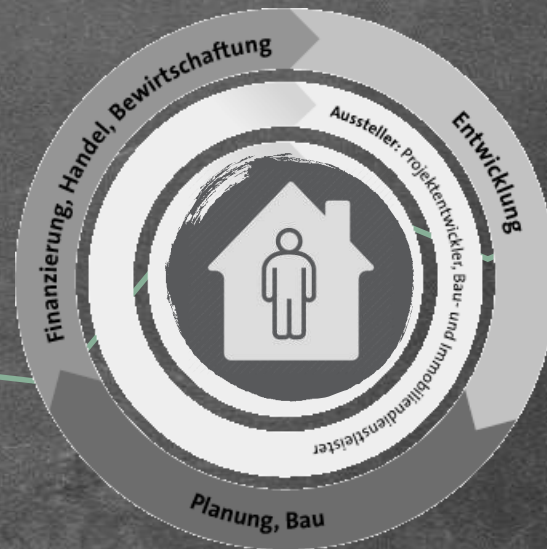 Finanzierung, Handel, Bewirtschaftung
Entwicklung
Aussteller: Projektentwickler, Bau- und Immobiliendienstleister
Planung, Bau